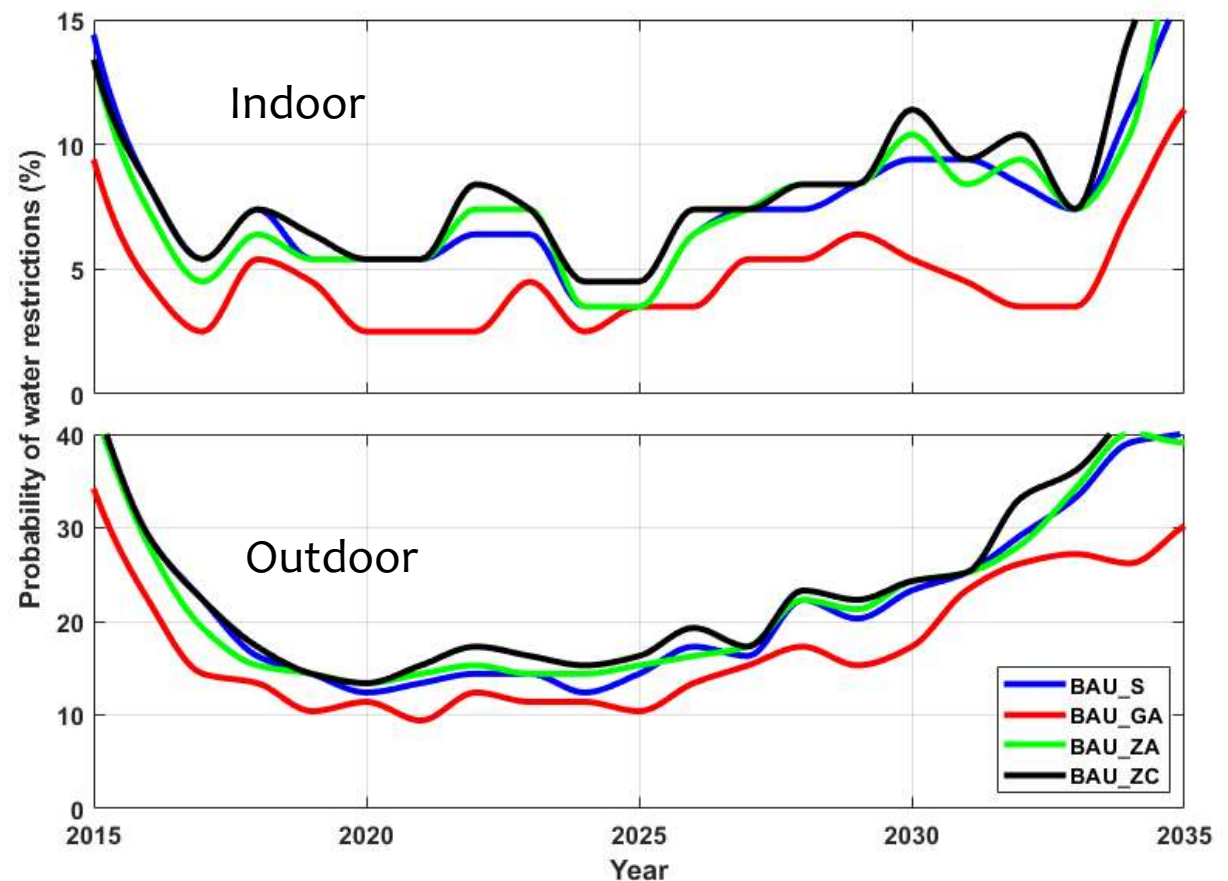 Probability of water restrictions (%)
15
10
5
0
Indoor
40
30
20
10
0
Outdoor
BAU_S
BAU_GA
BAU_ZA
BAU_ZC
2015 2020 2025 2030 2035
Year